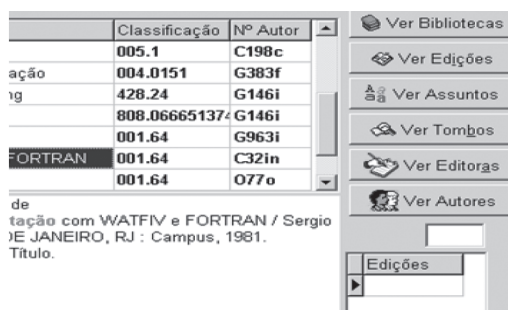 Classificação Nº Autor
005.1 C198c
ação 004.0151 G383f
ng 428.24 G146i
808.066651374 G146i
001.64 G963i
FORTRAN 001.64 C32in
001.64 O77o
de
tação com WATFIV e FORTRAN / Sergio
DE JANEIRO, RJ : Campus, 1981.
Título.
Ver Bibliotecas
Ver Edições
Ver Assuntos
Ver Tombos
Ver Editoras
Ver Autores
Edições